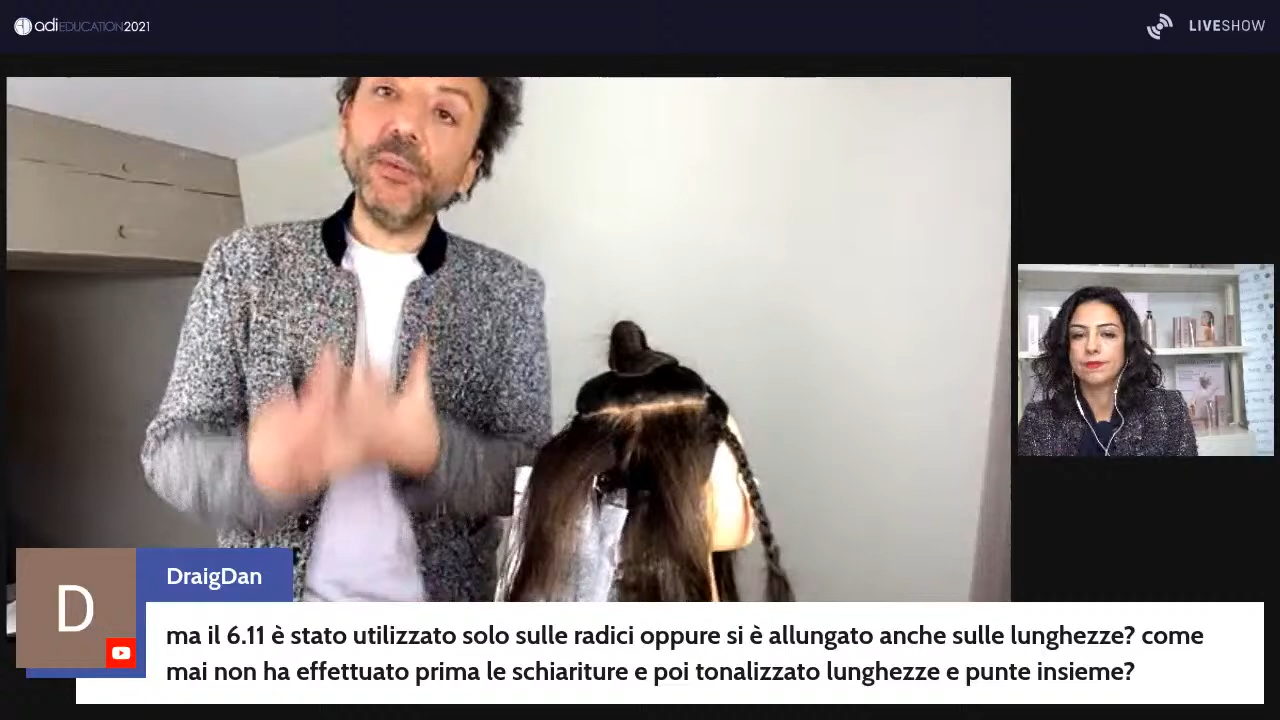 adiEDUCATION2021
LIVESHOW
D
DraigDan
ma il 6.11 è stato utilizzato solo sulle radici oppure si è allungato anche sulle lunghezze? come
mai non ha effettuato prima le schiariture e poi tonalizzato lunghezze e punte insieme?